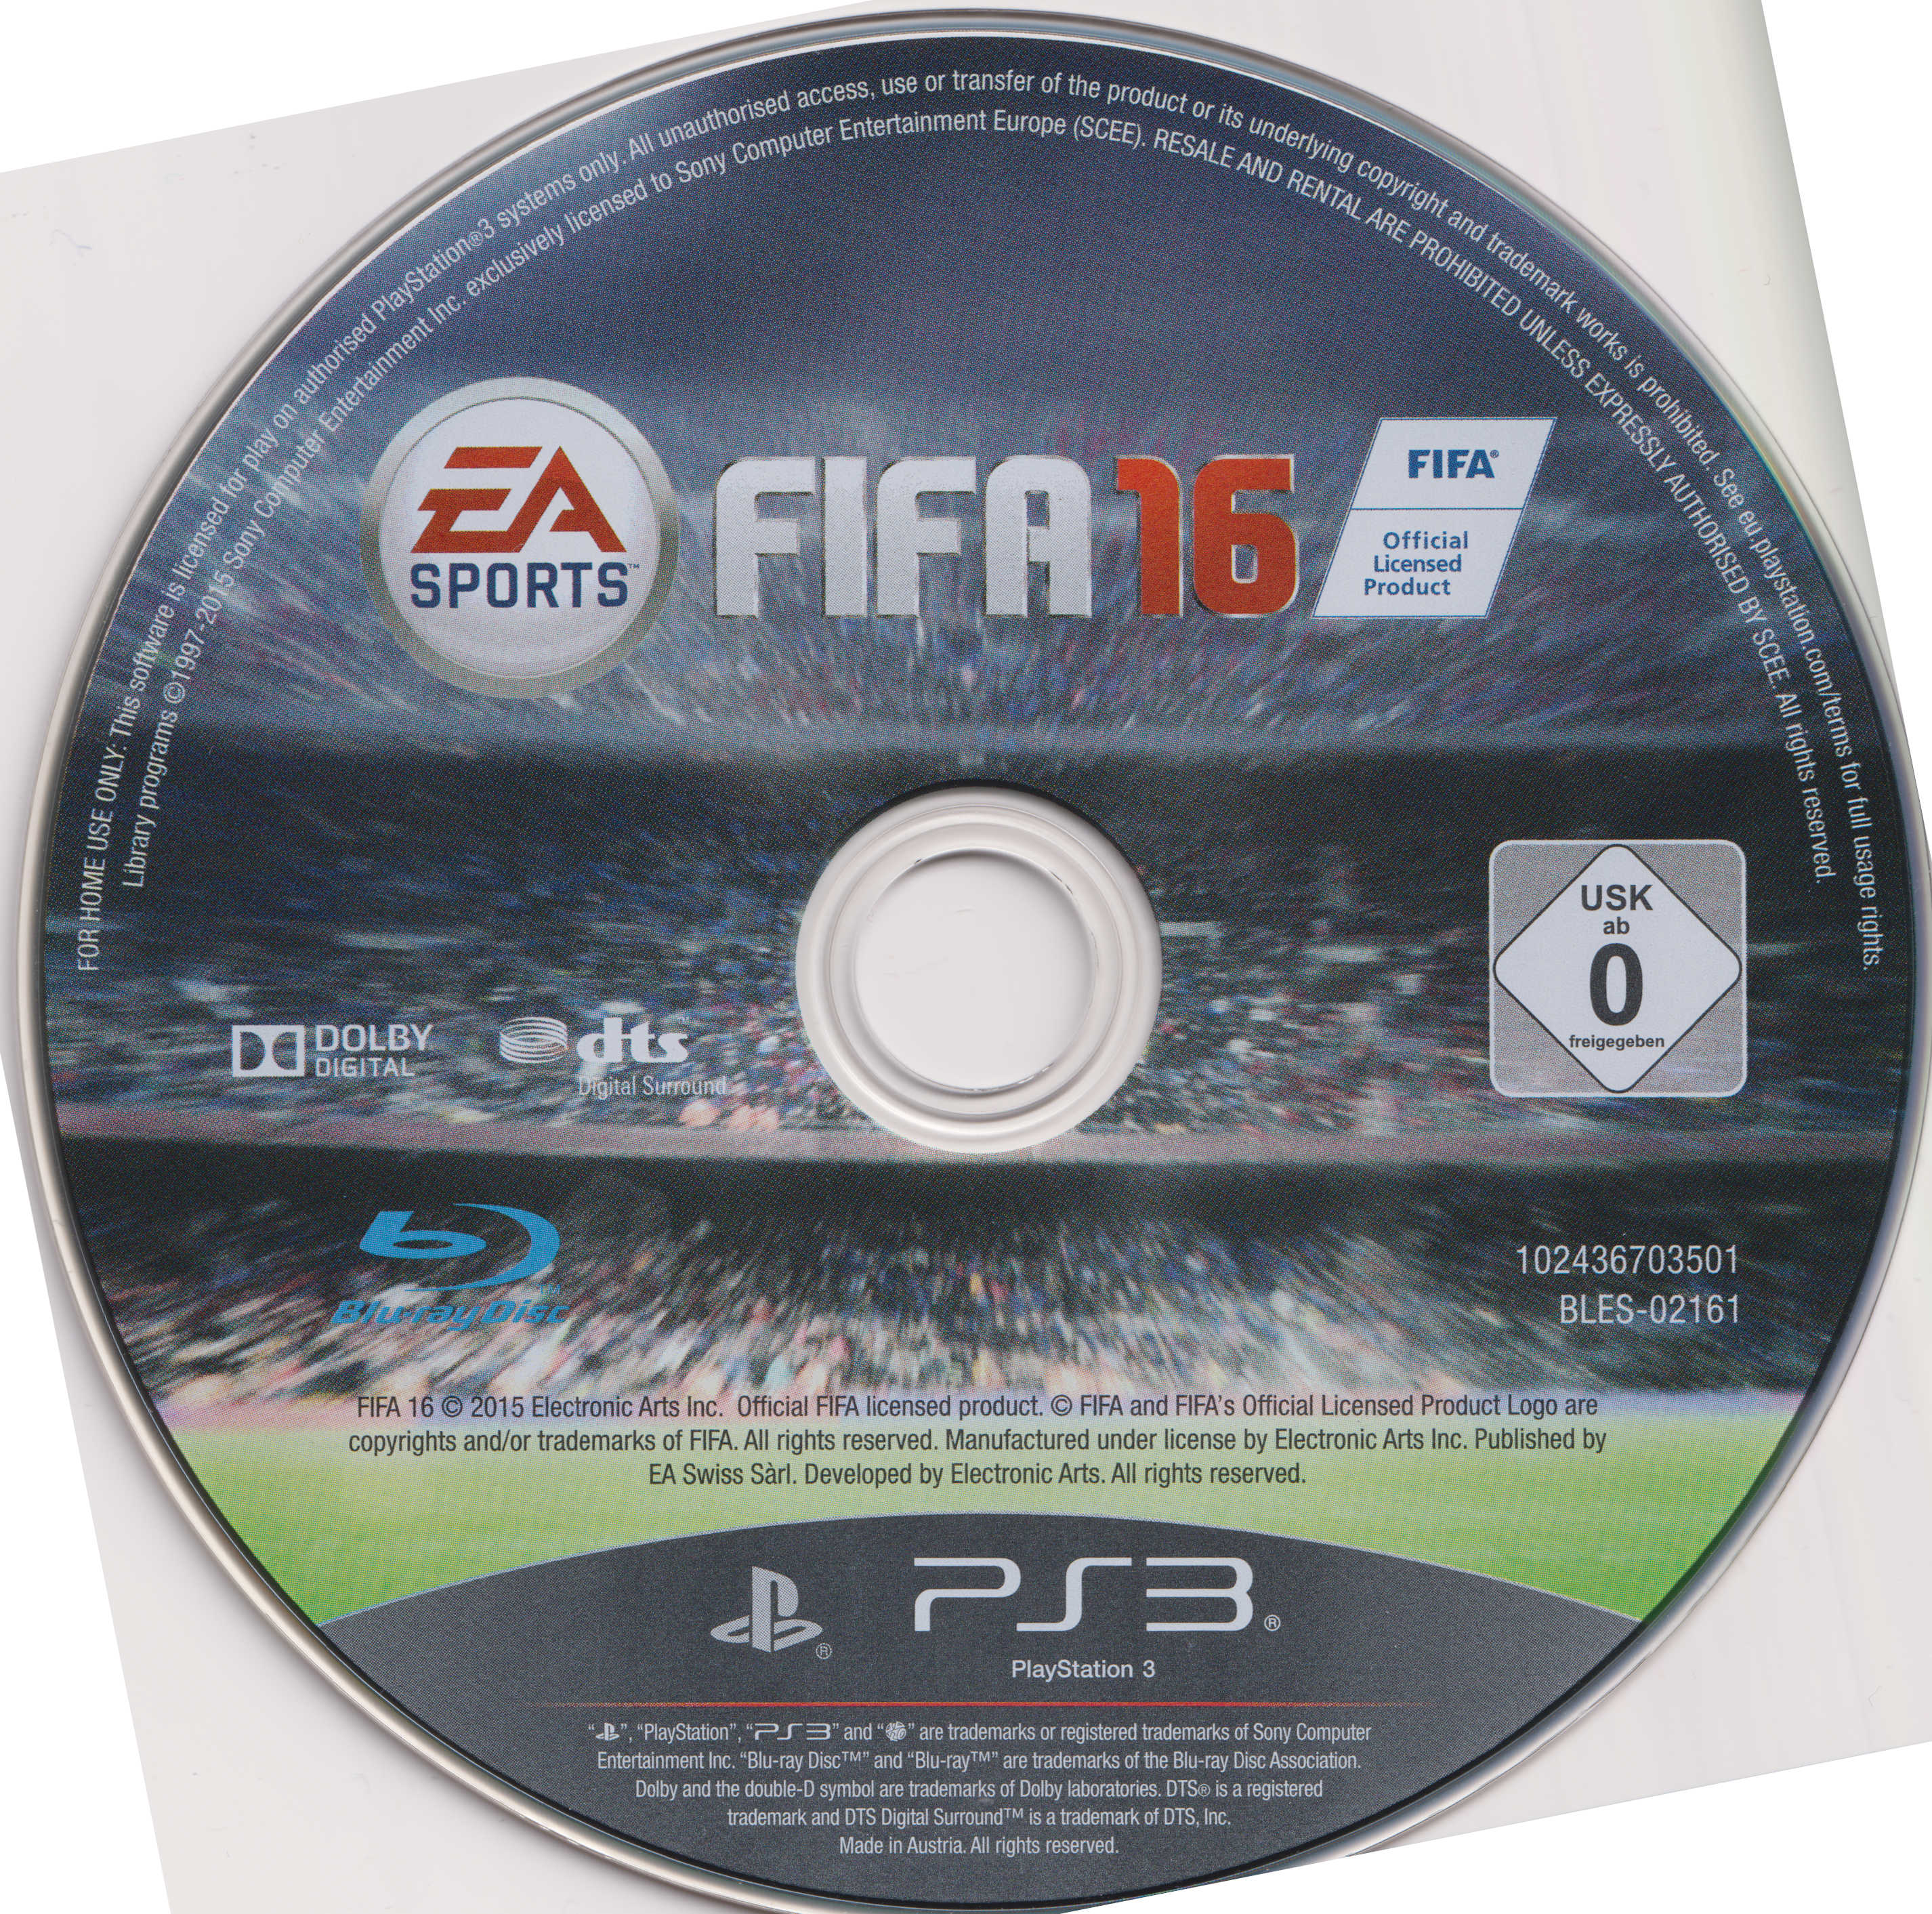 FOR HOME USE ONLY: This software is licensed for play on authorised PlayStation®3 systems only. All unauthorised access, use or transfer of the product or its underlying copyright and trademark works is prohibited. See eu.playstation.com/terms for full usage rights.
Library programs ©1997-2015 Sony Computer Entertainment Inc. exclusively licensed to Sony Computer Entertainment Europe (SCEE). RESALE AND RENTAL ARE PROHIBITED UNLESS EXPRESSLY AUTHORISED BY SCEE. All rights reserved.
EA
SPORTS™
FIFA 16
FIFA®
Official
Licensed
Product
USK
ab
0
freigegeben
DOLBY
DIGITAL
dts™
Digital Surround
Blu-ray Disc™
102436703501
BLES-02161
FIFA 16 © 2015 Electronic Arts Inc. Official FIFA licensed product. © FIFA and FIFA's Official Licensed Product Logo are
copyrights and/or trademarks of FIFA. All rights reserved. Manufactured under license by Electronic Arts Inc. Published by
EA Swiss Sàrl. Developed by Electronic Arts. All rights reserved.
PS3®
®
PlayStation 3
“ ”, “PlayStation”, “PS3” and “ ” are trademarks or registered trademarks of Sony Computer
Entertainment Inc. “Blu-ray Disc™” and “Blu-ray™” are trademarks of the Blu-ray Disc Association.
Dolby and the double-D symbol are trademarks of Dolby laboratories. DTS® is a registered
trademark and DTS Digital Surround™ is a trademark of DTS, Inc.
Made in Austria. All rights reserved.